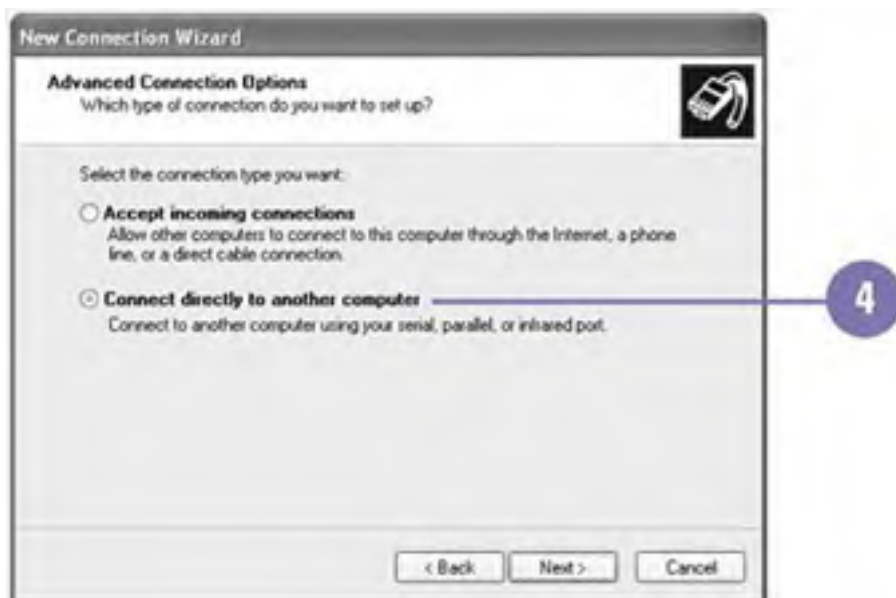 New Connection Wizard
Advanced Connection Options
Which type of connection do you want to set up?
Select the connection type you want:
Accept incoming connections
Allow other computers to connect to this computer through the Internet, a phone
line, or a direct cable connection.
Connect directly to another computer
4
Connect to another computer using your serial, parallel, or infrared port.
< Back
Next >
Cancel